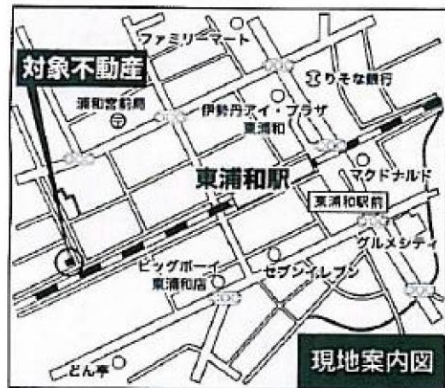 ファミリーマート
対象不動産
りそな銀行
浦和宮前局
伊勢丹アイ・プラザ
東浦和
東浦和駅
マクドナルド
東浦和駅前
グルメシティ
ビッグボーイ
東浦和店
セブンイレブン
どん亭
現地案内図